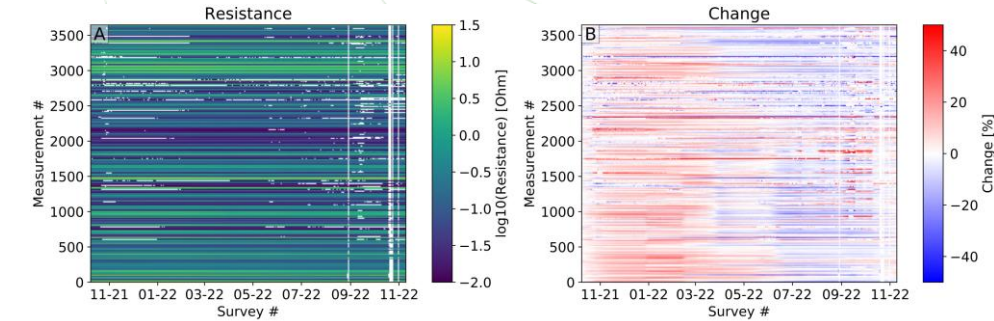 Resistance
A
3500
3000
2500
2000
1500
1000
500
0
Measurement #
11-21 01-22 03-22 05-22 07-22 09-22 11-22
Survey #
1.5
1.0
0.5
0.0
−0.5
−1.0
−1.5
−2.0
log10(Resistance) [Ohm]
Change
B
3500
3000
2500
2000
1500
1000
500
0
Measurement #
11-21 01-22 03-22 05-22 07-22 09-22 11-22
Survey #
40
20
0
−20
−40
Change [%]